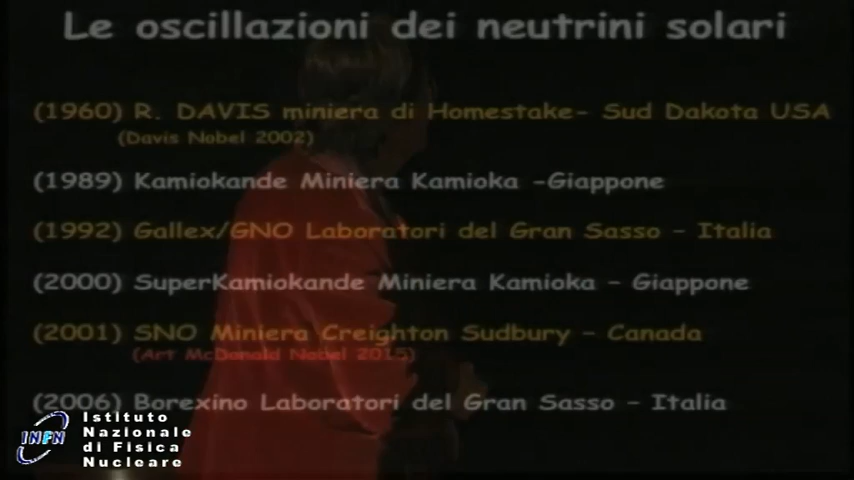 Le oscillazioni dei neutrini solari
(1960) R. DAVIS miniera di Homestake- Sud Dakota USA
(Davis Nobel 2002)
(1989) Kamiokande Miniera Kamioka -Giappone
(1992) Gallex/GNO Laboratori del Gran Sasso - Italia
(2000) SuperKamiokande Miniera Kamioka - Giappone
(2001) SNO Miniera Creighton Sudbury - Canada
(Art McDonald Nobel 2015)
(2006) Borexino Laboratori del Gran Sasso - Italia
INFN
Istituto
Nazionale
di Fisica
Nucleare